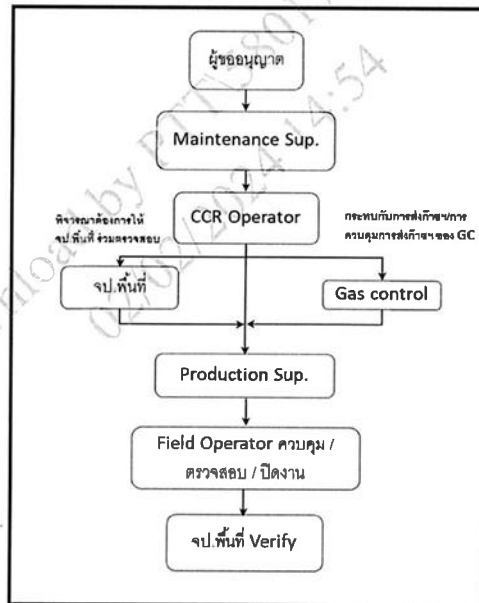 ผู้ขออนุญาต
Maintenance Sup.
CCR Operator
พิจารณาต้องการให้
จป.พื้นที่ ร่วมตรวจสอบ
กระทบกับการส่งก๊าซฯ/การ
ควบคุมการส่งก๊าซฯ ของ GC
จป.พื้นที่
Gas control
Production Sup.
Field Operator ควบคุม /
ตรวจสอบ / ปิดงาน
จป.พื้นที่ Verify
02/02/2024 14:54